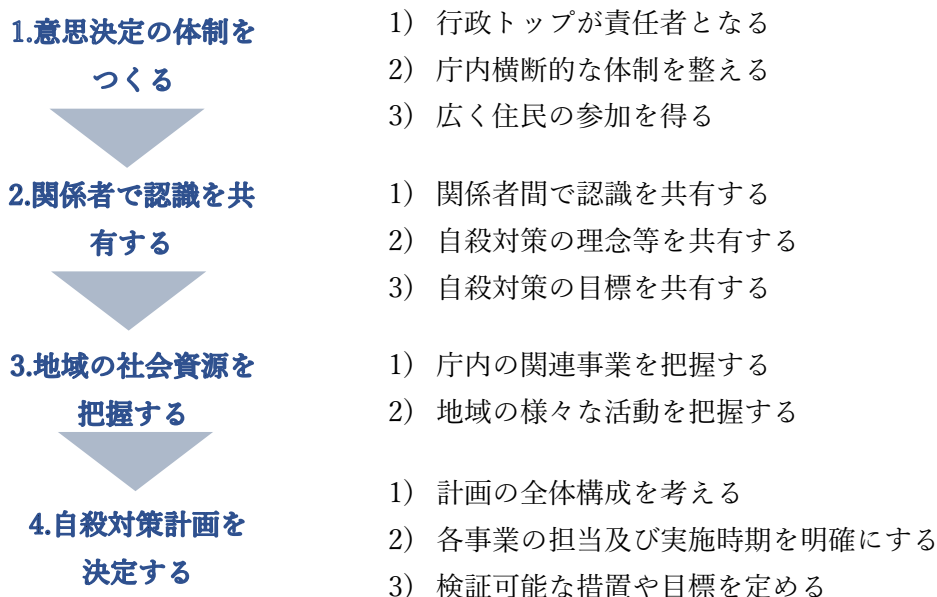 1.意思決定の体制を
つくる
1） 行政トップが責任者となる
2） 庁内横断的な体制を整える
3） 広く住民の参加を得る
2.関係者で認識を共
有する
1） 関係者間で認識を共有する
2） 自殺対策の理念等を共有する
3） 自殺対策の目標を共有する
3.地域の社会資源を
把握する
1） 庁内の関連事業を把握する
2） 地域の様々な活動を把握する
4.自殺対策計画を
決定する
1） 計画の全体構成を考える
2） 各事業の担当及び実施時期を明確にする
3） 検証可能な措置や目標を定める